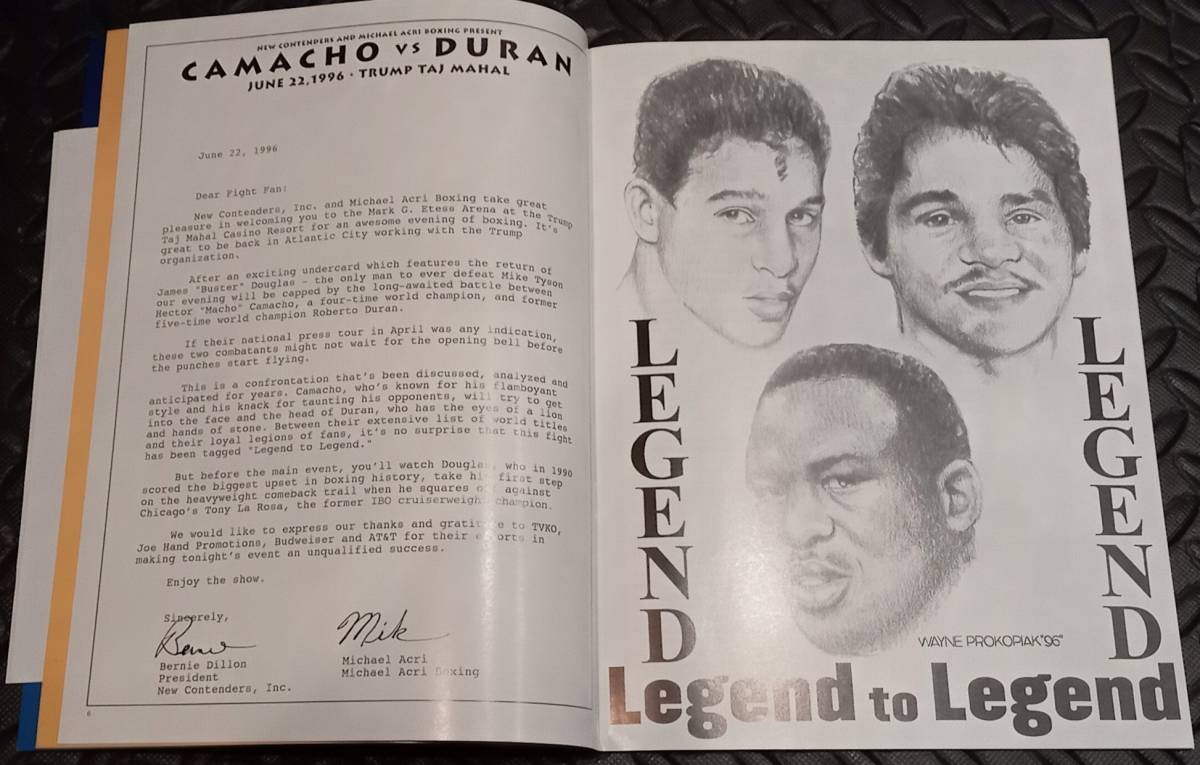 NEW CONTENDERS AND MICHAEL ACRI BOXING PRESENT
CAMACHO VS DURAN
JUNE 22, 1996 · TRUMP TAJ MAHAL
June 22, 1996
Dear Fight Fan:
New Contenders, Inc. and Michael Acri Boxing take great
pleasure in welcoming you to the Mark G. Etess Arena at the Trump
Taj Mahal Casino Resort for an awesome evening of boxing. It's
great to be back in Atlantic City working with the Trump
organization.
After an exciting undercard which features the return of
James "Buster" Douglas - the only man to ever defeat Mike Tyson
our evening will be capped by the long-awaited battle between
Hector "Macho" Camacho, a four-time world champion, and former
five-time world champion Roberto Duran.
If their national press tour in April was any indication,
these two combatants might not wait for the opening bell before
the punches start flying.
This is a confrontation that's been discussed, analyzed and
anticipated for years. Camacho, who's known for his flamboyant
style and his knack for taunting his opponents, will try to get
into the face and the head of Duran, who has the eyes of a lion
and hands of stone. Between their extensive list of world titles
and their loyal legions of fans, it's no surprise that this fight
has been tagged "Legend to Legend."
But before the main event, you'll watch Douglas, who in 1990
scored the biggest upset in boxing history, take his first step
on the heavyweight comeback trail when he squares off against
Chicago's Tony La Rosa, the former IBO cruiserweight champion.
We would like to express our thanks and gratitude to TVKO,
Joe Hand Promotions, Budweiser and AT&T for their efforts in
making tonight's event an unqualified success.
Enjoy the show.
Sincerely,
Bernie
Mike
Bernie Dillon
President
New Contenders, Inc.
Michael Acri
Michael Acri Boxing
6
LEGEND
LEGEND
WAYNE PROKOPIAK "96"
Legend to Legend